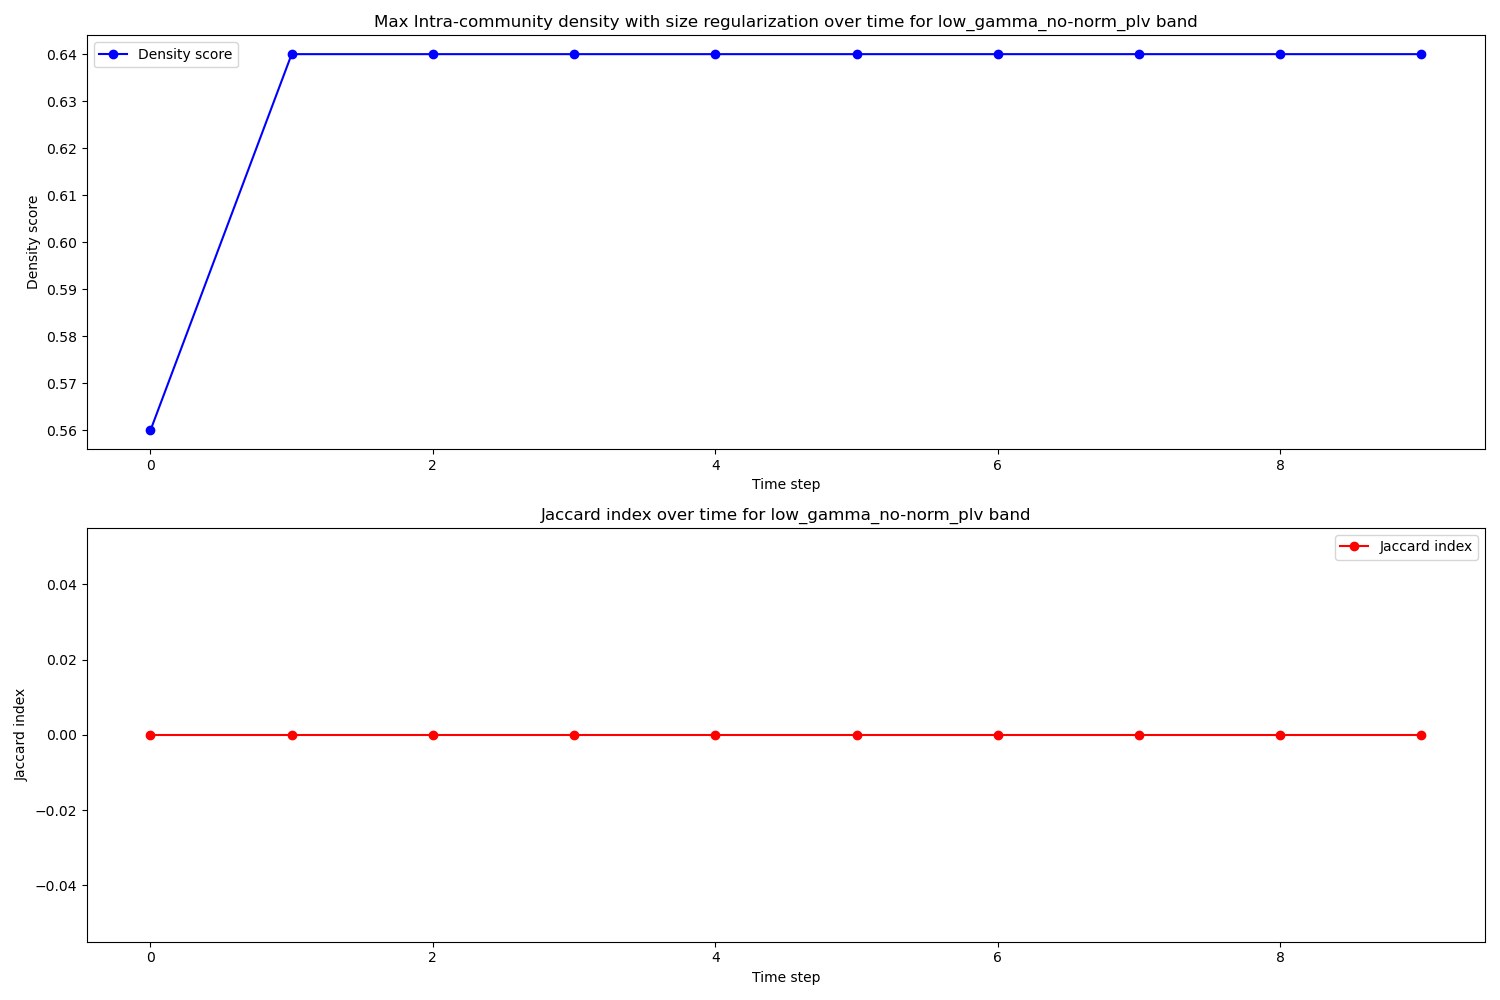 Max Intra-community density with size regularization over time for low_gamma_no-norm_plv band
Density score
0.64
0.63
0.62
0.61
0.60
0.59
0.58
0.57
0.56
Density score
0 2 4 6 8
Time step
Jaccard index over time for low_gamma_no-norm_plv band
Jaccard index
0.04
0.02
0.00
−0.02
−0.04
Jaccard index
0 2 4 6 8
Time step